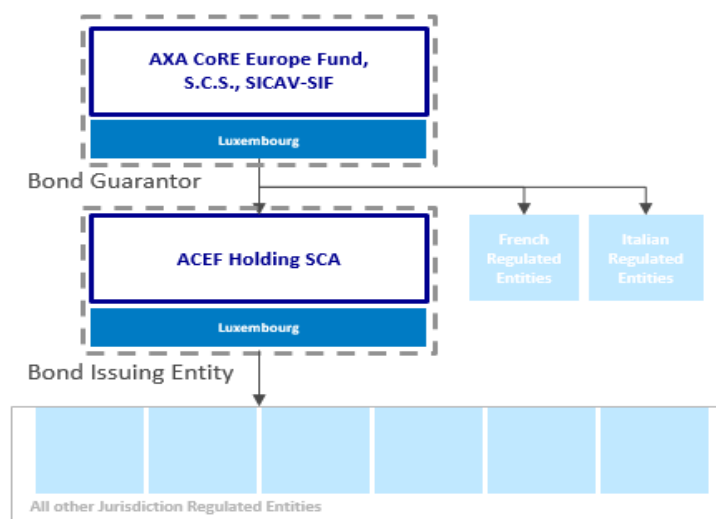 AXA CoRE Europe Fund,
S.C.S., SICAV-SIF
Luxembourg
Bond Guarantor
ACEF Holding SCA
Luxembourg
French
Regulated
Entities
Italian
Regulated
Entities
Bond Issuing Entity
All other Jurisdiction Regulated Entities